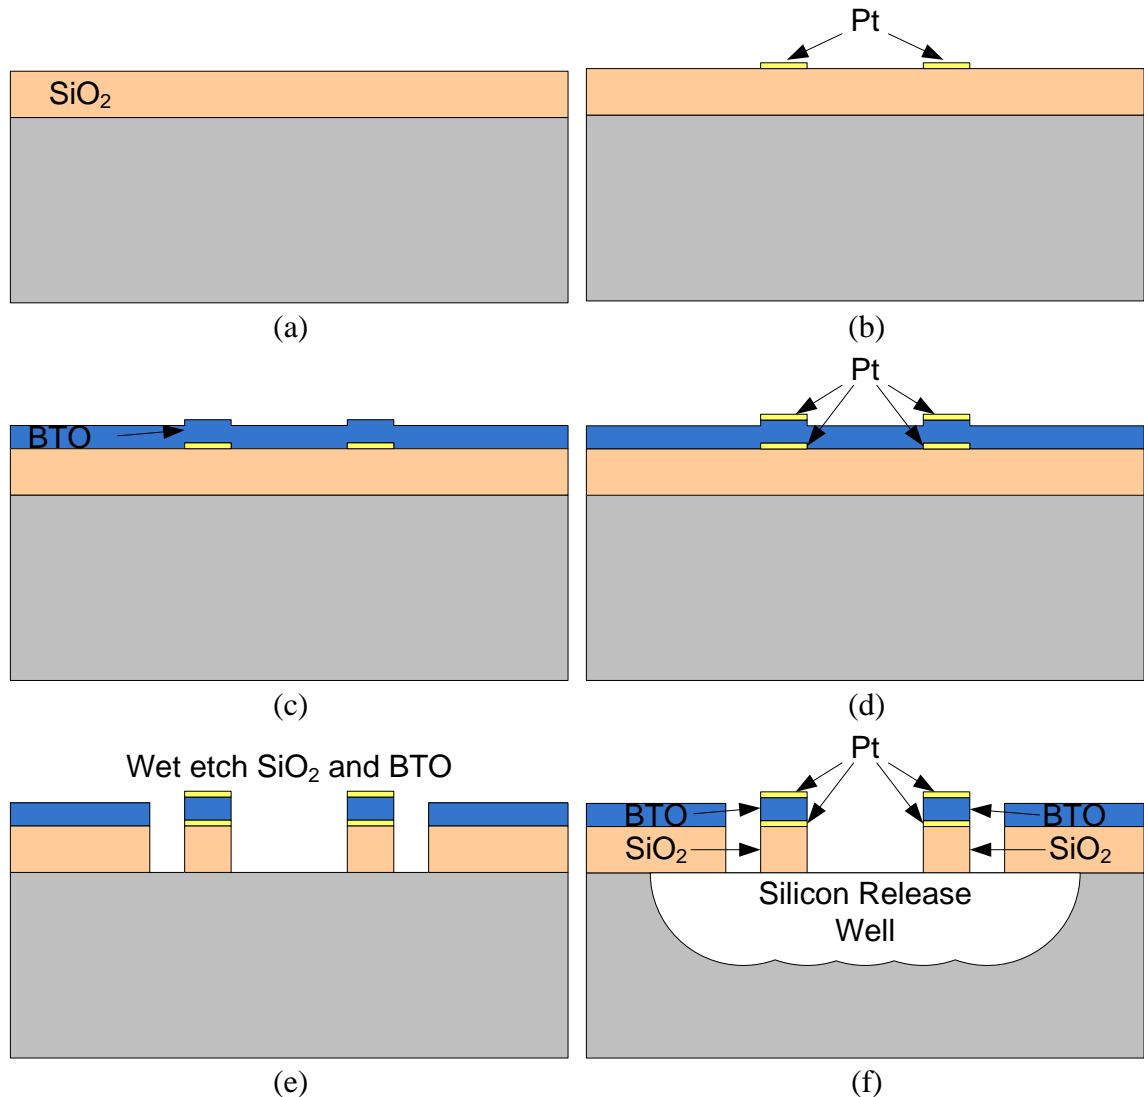 SiO₂
(a)
Pt
(b)
BTO
(c)
Pt
(d)
Wet etch SiO₂ and BTO
(e)
Pt
BTO
BTO
SiO₂
SiO₂
Silicon Release
Well
(f)